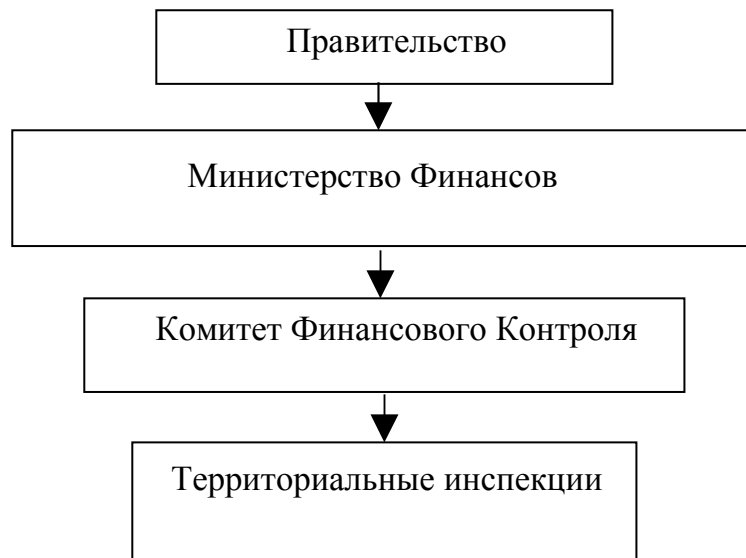 Правительство
Министерство Финансов
Комитет Финансового Контроля
Территориальные инспекции